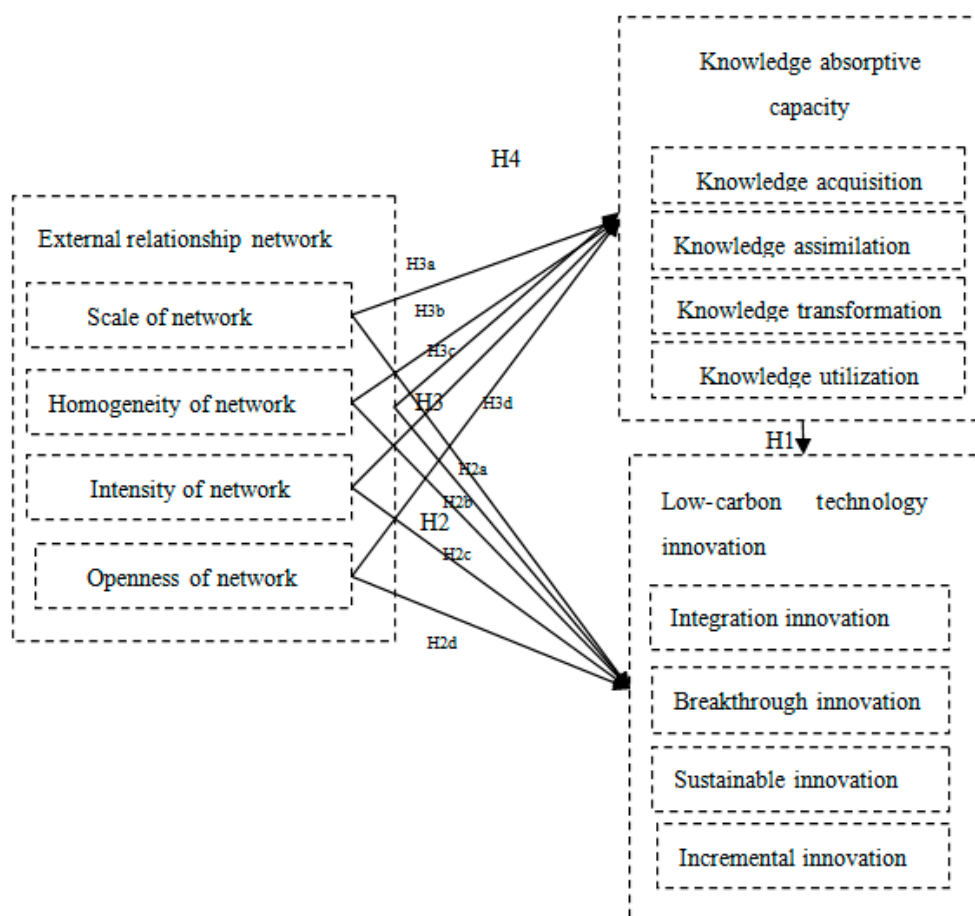 Knowledge absorptive
capacity
Knowledge acquisition
Knowledge assimilation
Knowledge transformation
Knowledge utilization
H4
External relationship network
Scale of network
Homogeneity of network
Intensity of network
Openness of network
H3a
H3b
H3c
H3
H3d
H2a
H2b
H2
H2c
H2d
H1
Low-carbon technology
innovation
Integration innovation
Breakthrough innovation
Sustainable innovation
Incremental innovation